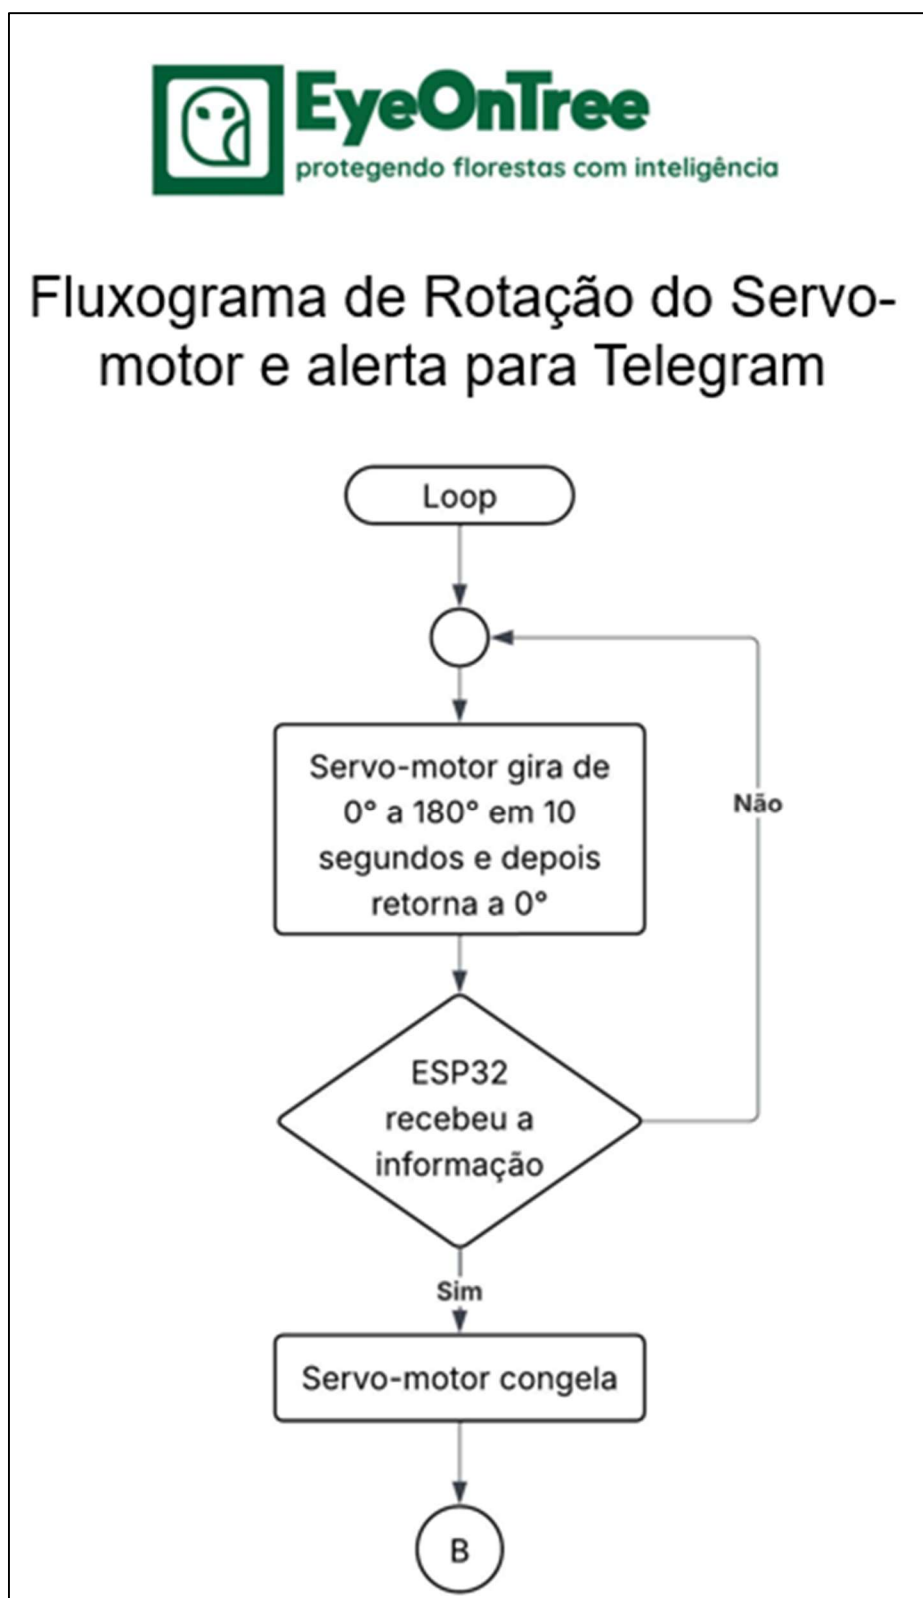 EyeOnTree
protegendo florestas com inteligência
Fluxograma de Rotação do Servo-
motor e alerta para Telegram
Loop
Servo-motor gira de
0° a 180° em 10
segundos e depois
retorna a 0°
Não
ESP32
recebeu a
informação
Sim
Servo-motor congela
B